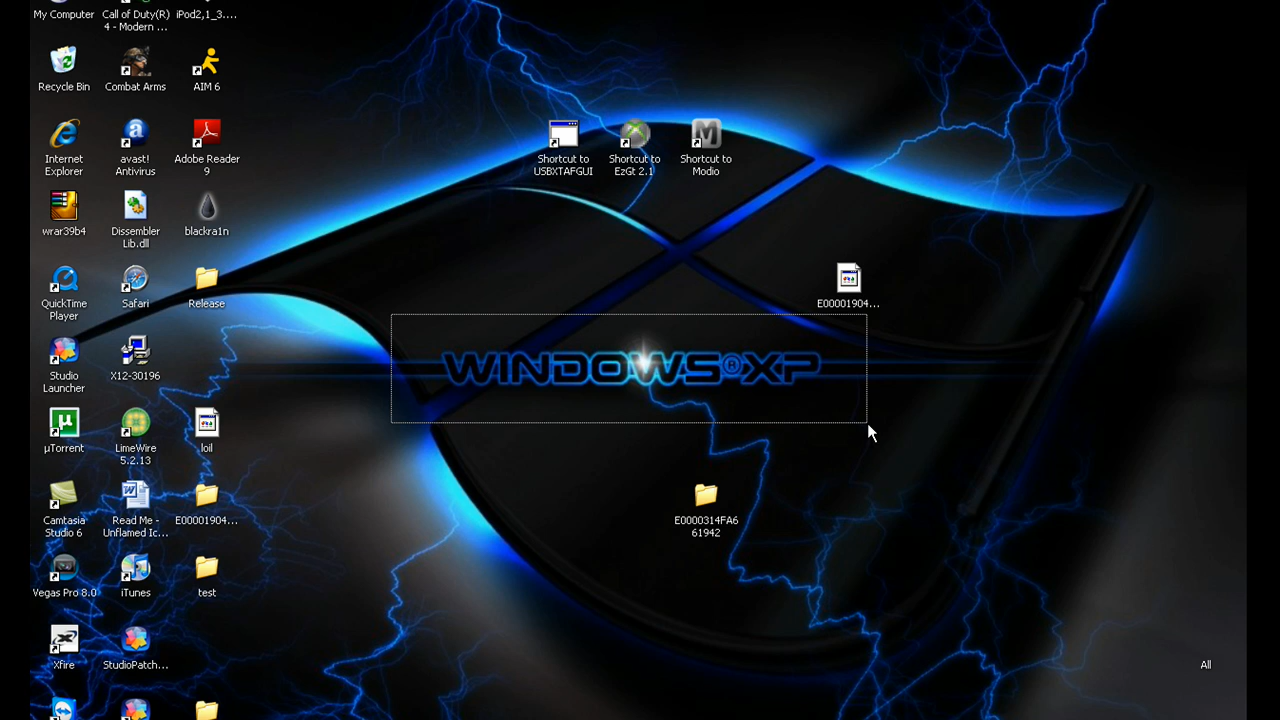 My Computer
Call of Duty(R)
4 - Modern ...
iPod2,1_3....
Recycle Bin
Combat Arms
AIM 6
Internet
Explorer
avast!
Antivirus
Adobe Reader
9
Shortcut to
USBXTAFGUI
Shortcut to
EzGt 2.1
Shortcut to
Modio
wrar39b4
Dissembler
Lib.dll
blackra1n
QuickTime
Player
Safari
Release
E00001904...
WINDOWS®XP
Studio
Launcher
X12-30196
µTorrent
LimeWire
5.2.13
loil
Camtasia
Studio 6
Read Me -
Unflamed Ic...
E00001904...
E0000314FA6
61942
Vegas Pro 8.0
iTunes
test
Xfire
StudioPatch...
All